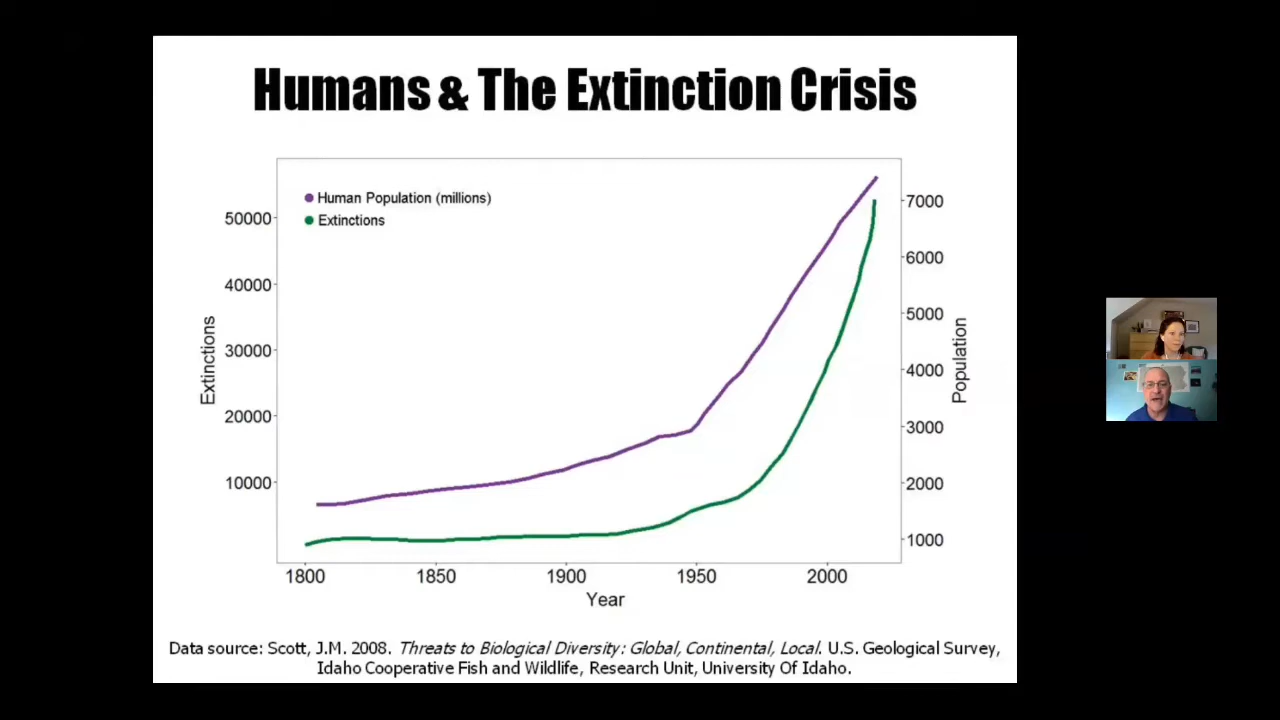 Humans & The Extinction Crisis
Human Population (millions)
Extinctions
50000
40000
30000
20000
10000
Extinctions
7000
6000
5000
4000
3000
2000
1000
Population
1800 1850 1900 1950 2000
Year
Data source: Scott, J.M. 2008. Threats to Biological Diversity: Global, Continental, Local. U.S. Geological Survey,
Idaho Cooperative Fish and Wildlife, Research Unit, University Of Idaho.